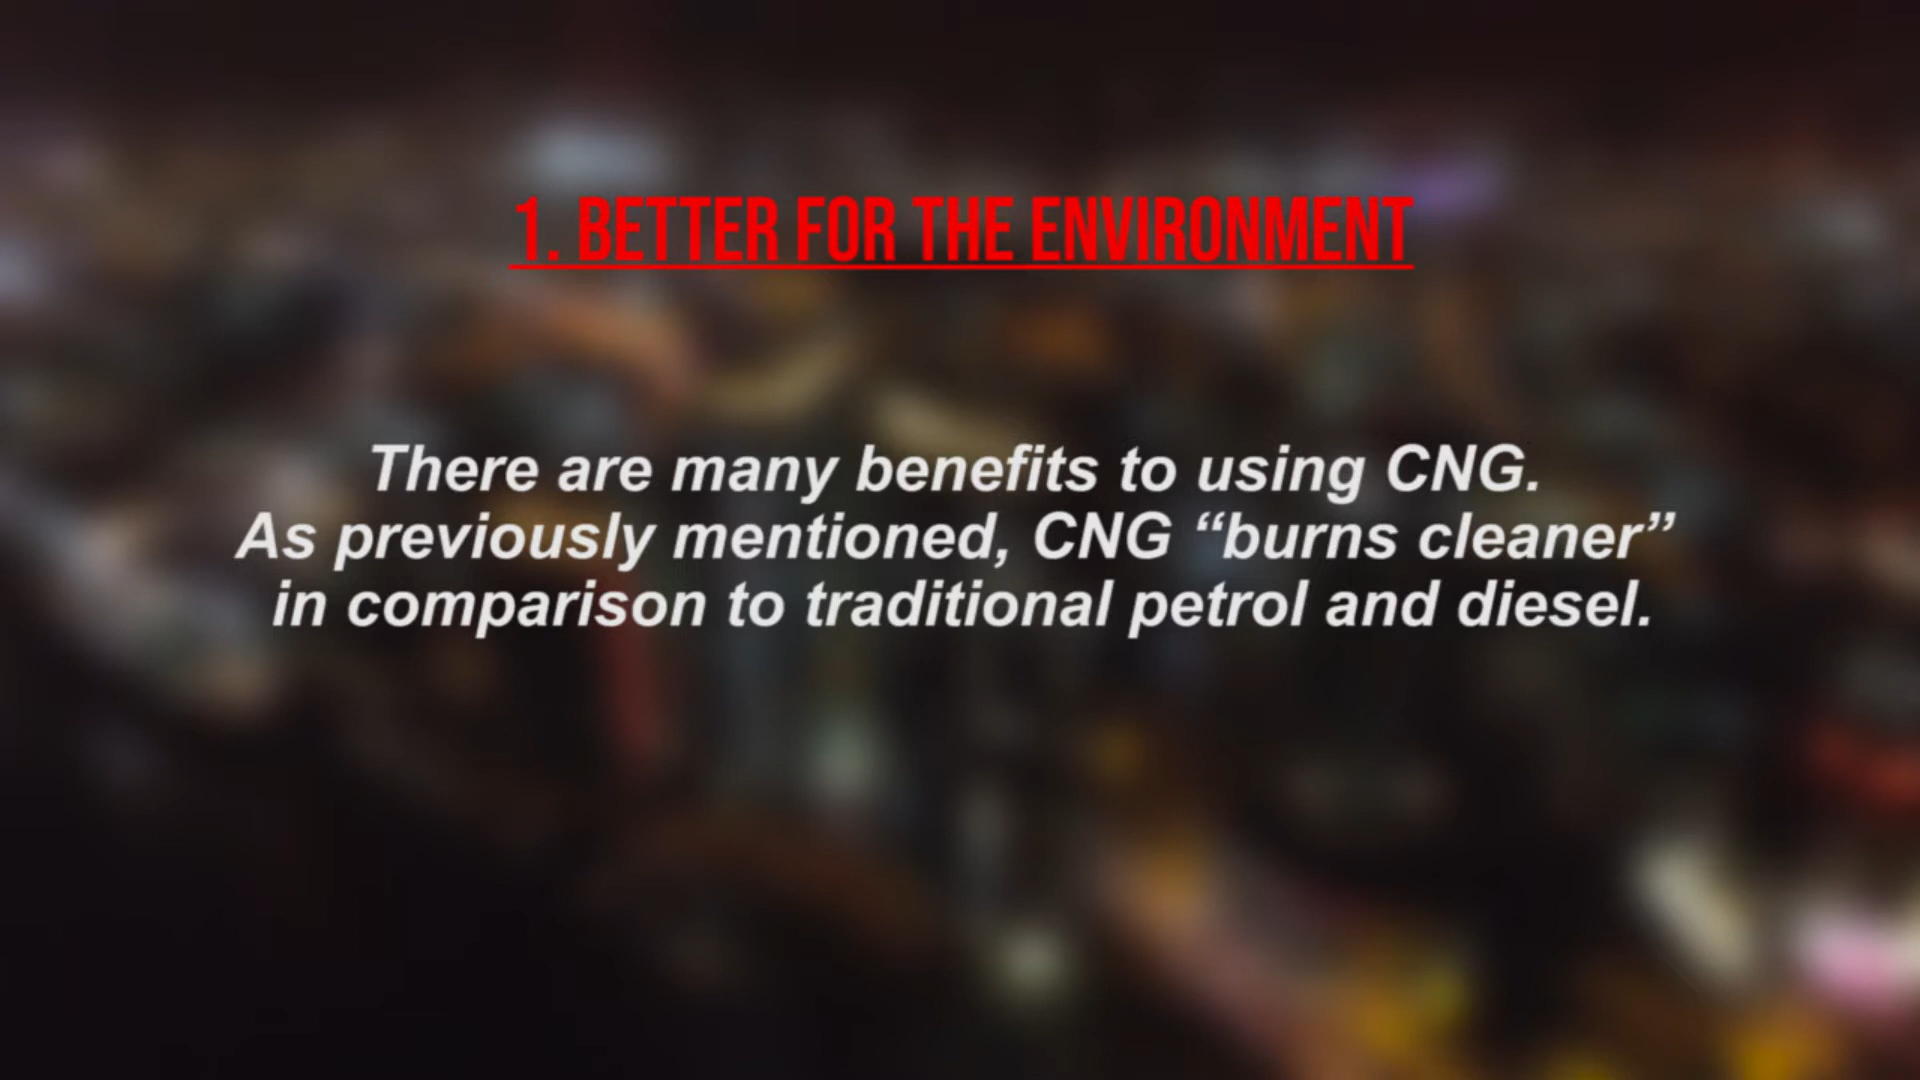 1. BETTER FOR THE ENVIRONMENT
There are many benefits to using CNG.
As previously mentioned, CNG “burns cleaner”
in comparison to traditional petrol and diesel.